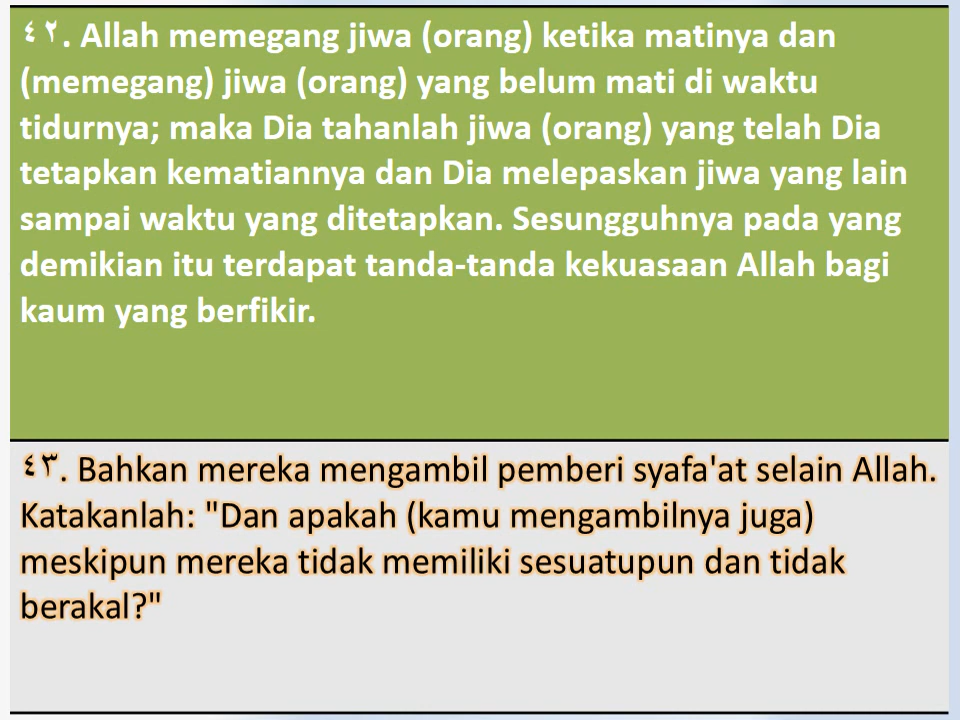 ٤٢. Allah memegang jiwa (orang) ketika matinya dan
(memegang) jiwa (orang) yang belum mati di waktu
tidurnya; maka Dia tahanlah jiwa (orang) yang telah Dia
tetapkan kematiannya dan Dia melepaskan jiwa yang lain
sampai waktu yang ditetapkan. Sesungguhnya pada yang
demikian itu terdapat tanda-tanda kekuasaan Allah bagi
kaum yang berfikir.
٤٣. Bahkan mereka mengambil pemberi syafa'at selain Allah.
Katakanlah: "Dan apakah (kamu mengambilnya juga)
meskipun mereka tidak memiliki sesuatupun dan tidak
berakal?"